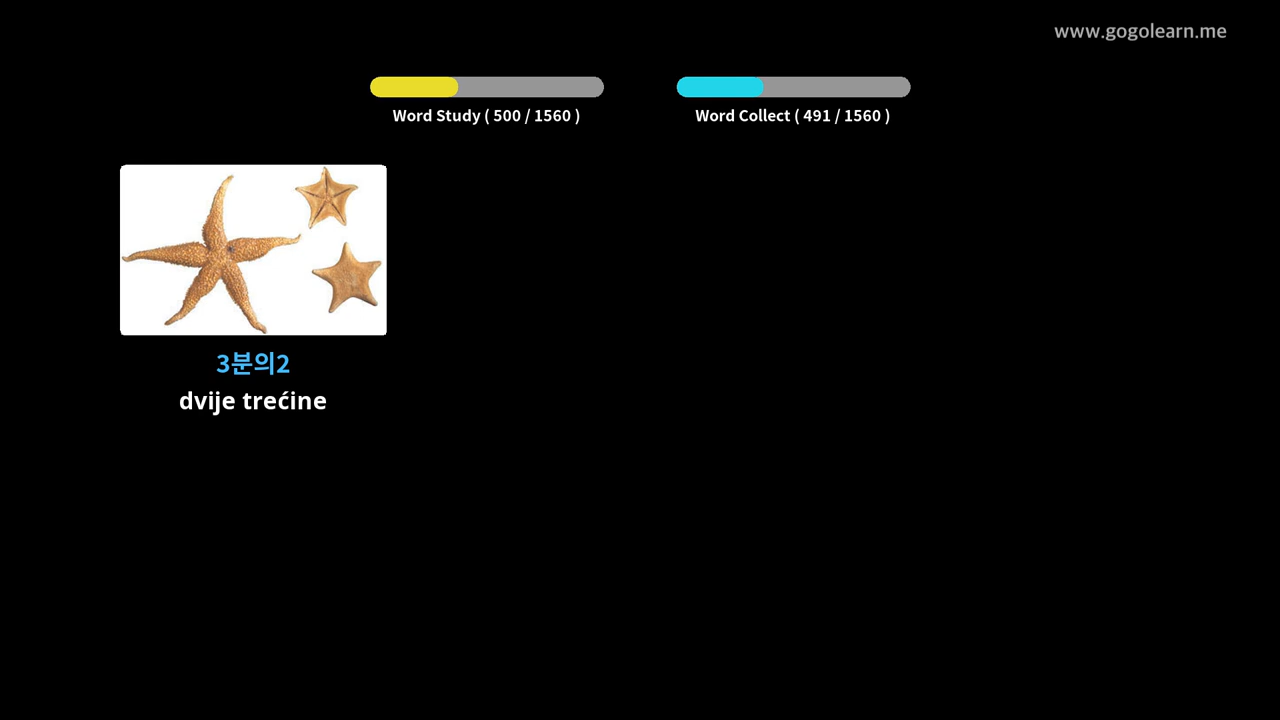 www.gogolearn.me
Word Study ( 500 / 1560 )
Word Collect ( 491 / 1560 )
3분의2
dvije trećine